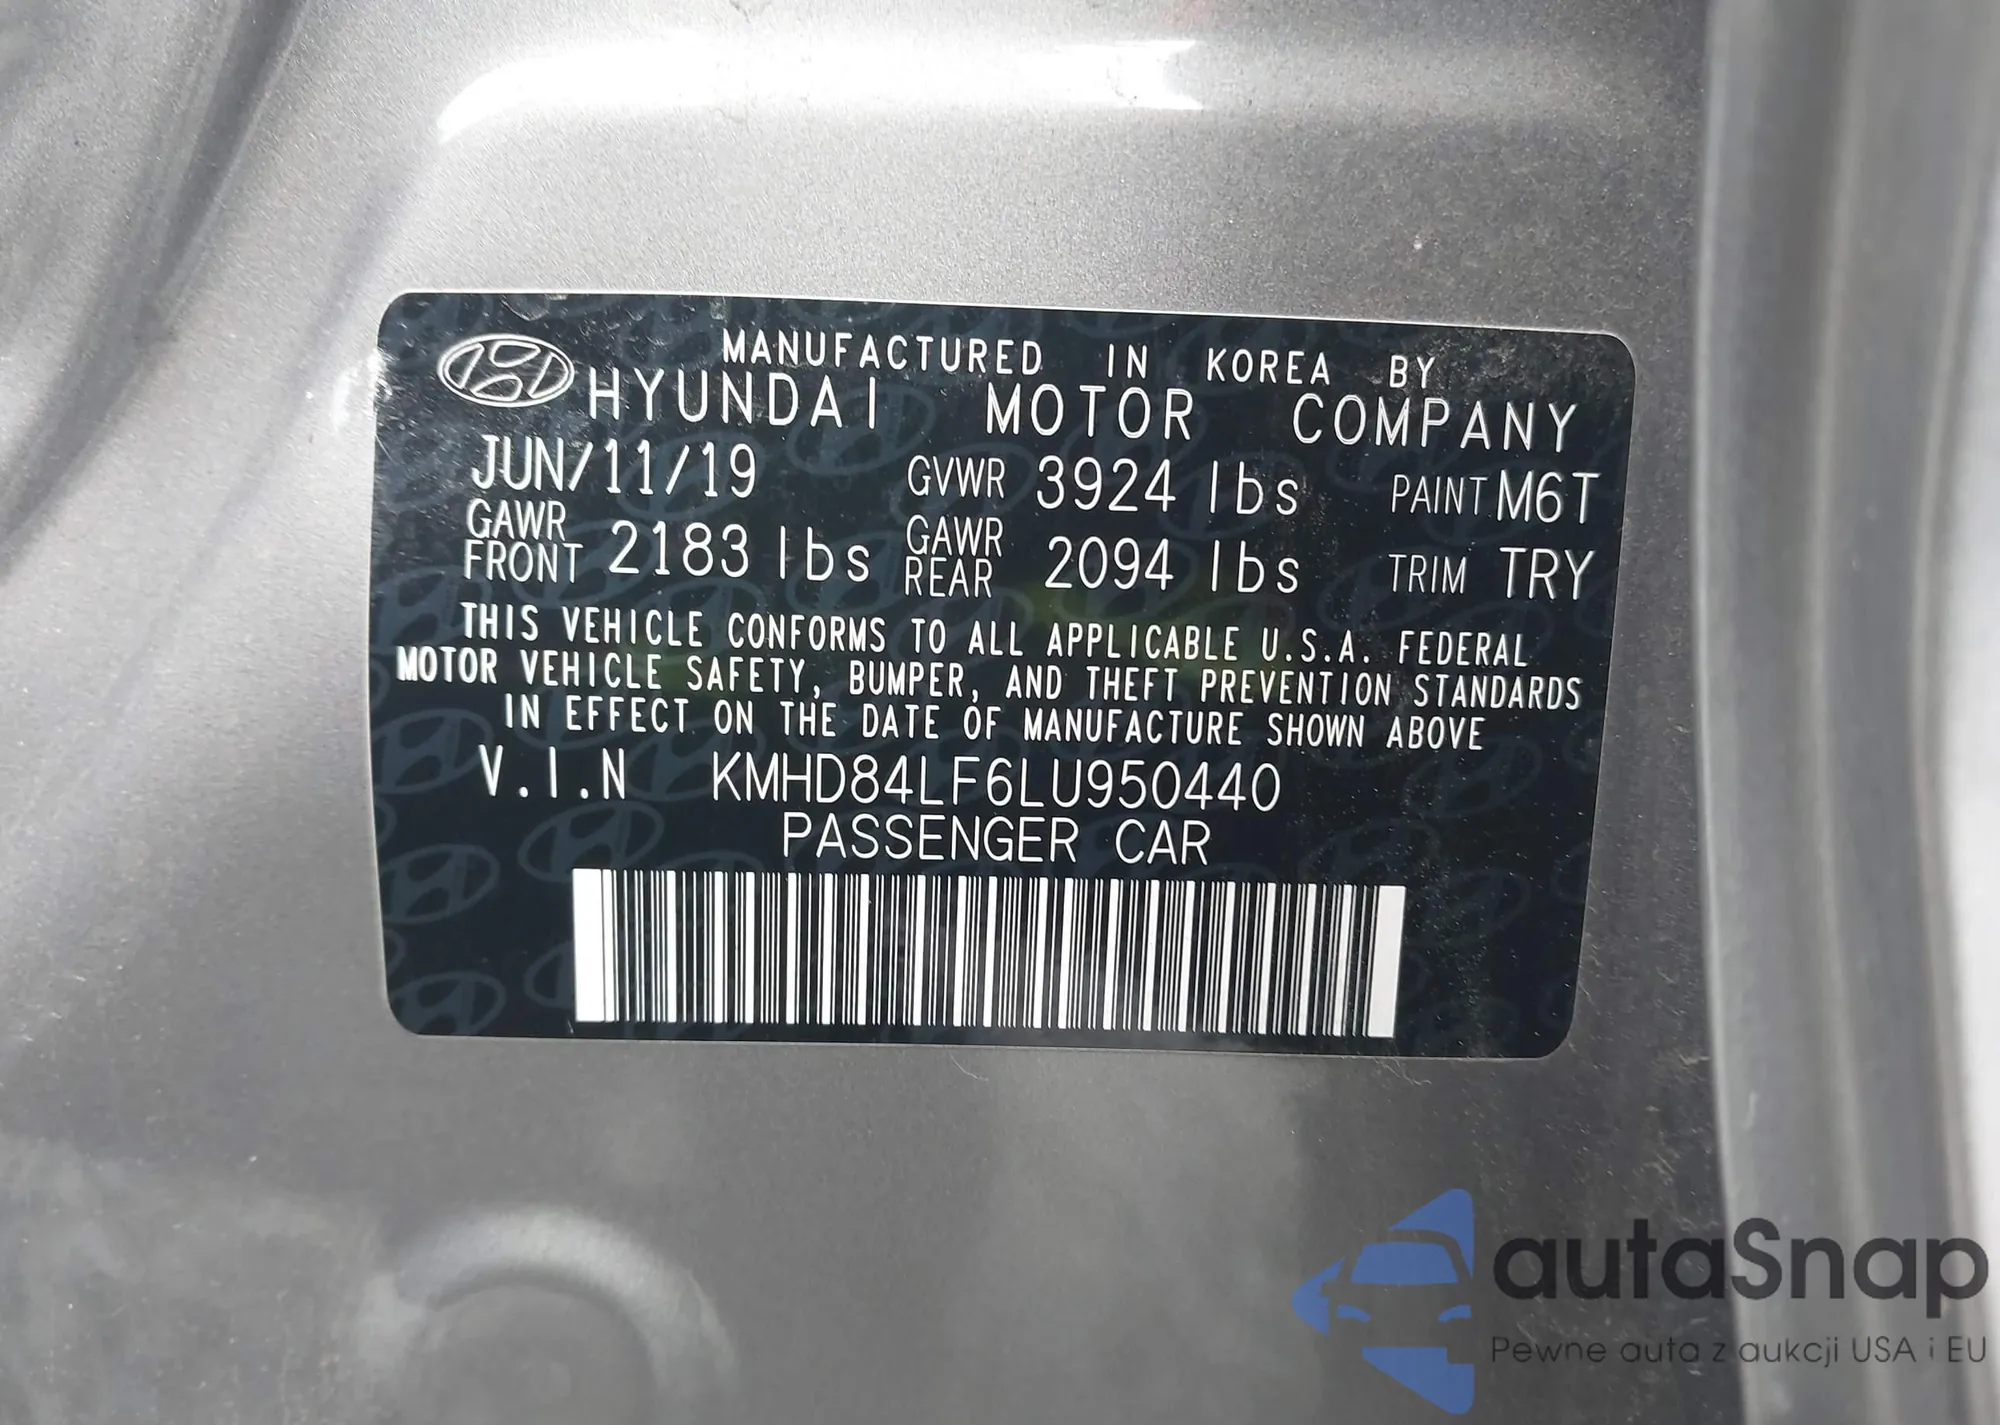 MANUFACTURED IN KOREA BY
HYUNDAI MOTOR COMPANY
JUN/11/19 GVWR 3924 lbs PAINT M6T
GAWR FRONT 2183 lbs GAWR REAR 2094 lbs TRIM TRY
THIS VEHICLE CONFORMS TO ALL APPLICABLE U.S.A. FEDERAL
MOTOR VEHICLE SAFETY, BUMPER, AND THEFT PREVENTION STANDARDS
IN EFFECT ON THE DATE OF MANUFACTURE SHOWN ABOVE
V.I.N KMHD84LF6LU950440
PASSENGER CAR
autaSnap
Pewne auta z aukcji USA i EU